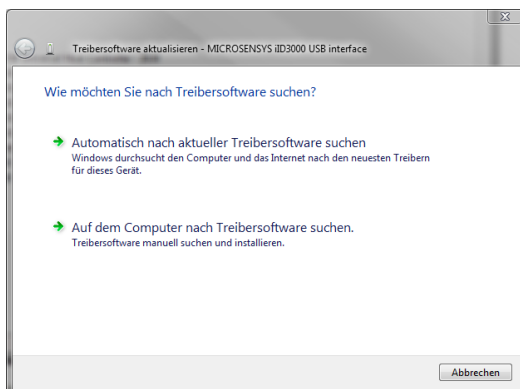 Treibersoftware aktualisieren - MICROSENSYS iID3000 USB interface
Wie möchten Sie nach Treibersoftware suchen?
Automatisch nach aktueller Treibersoftware suchen
Windows durchsucht den Computer und das Internet nach den neuesten Treibern
für dieses Gerät.
Auf dem Computer nach Treibersoftware suchen.
Treibersoftware manuell suchen und installieren.
Abbrechen